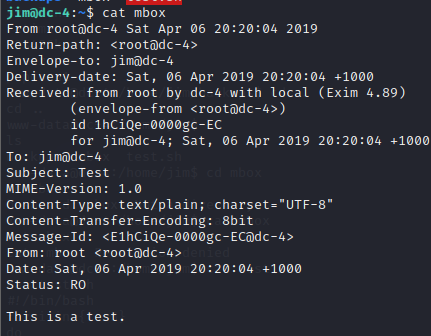 jim@dc-4:~$ cat mbox
From root@dc-4 Sat Apr 06 20:20:04 2019
Return-path: <root@dc-4>
Envelope-to: jim@dc-4
Delivery-date: Sat, 06 Apr 2019 20:20:04 +1000
Received: from root by dc-4 with local (Exim 4.89)
        (envelope-from <root@dc-4>)
        id 1hCiQe-0000gc-EC
        for jim@dc-4; Sat, 06 Apr 2019 20:20:04 +1000
To: jim@dc-4
Subject: Test
MIME-Version: 1.0
Content-Type: text/plain; charset="UTF-8"
Content-Transfer-Encoding: 8bit
Message-Id: <E1hCiQe-0000gc-EC@dc-4>
From: root <root@dc-4>
Date: Sat, 06 Apr 2019 20:20:04 +1000
Status: RO

This is a test.